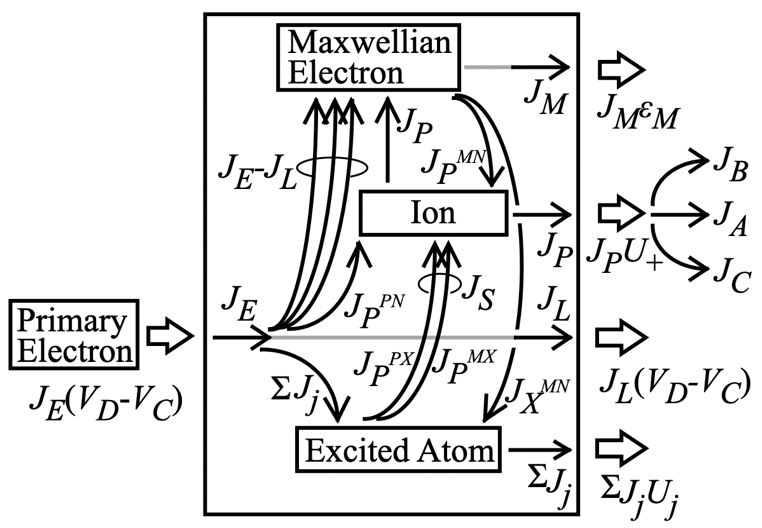 Maxwellian
Electron
J_M
J_Mε_M
J_P
J_E-J_L
J_P^MN
J_B
Ion
J_A
J_P
J_PU_+
J_C
J_E
J_P^PN
J_S
J_L
Primary
Electron
J_E(V_D-V_C)
J_P^PX
J_P^MX
J_L(V_D-V_C)
ΣJ_j
J_X^MN
Excited Atom
ΣJ_j
ΣJ_jU_j